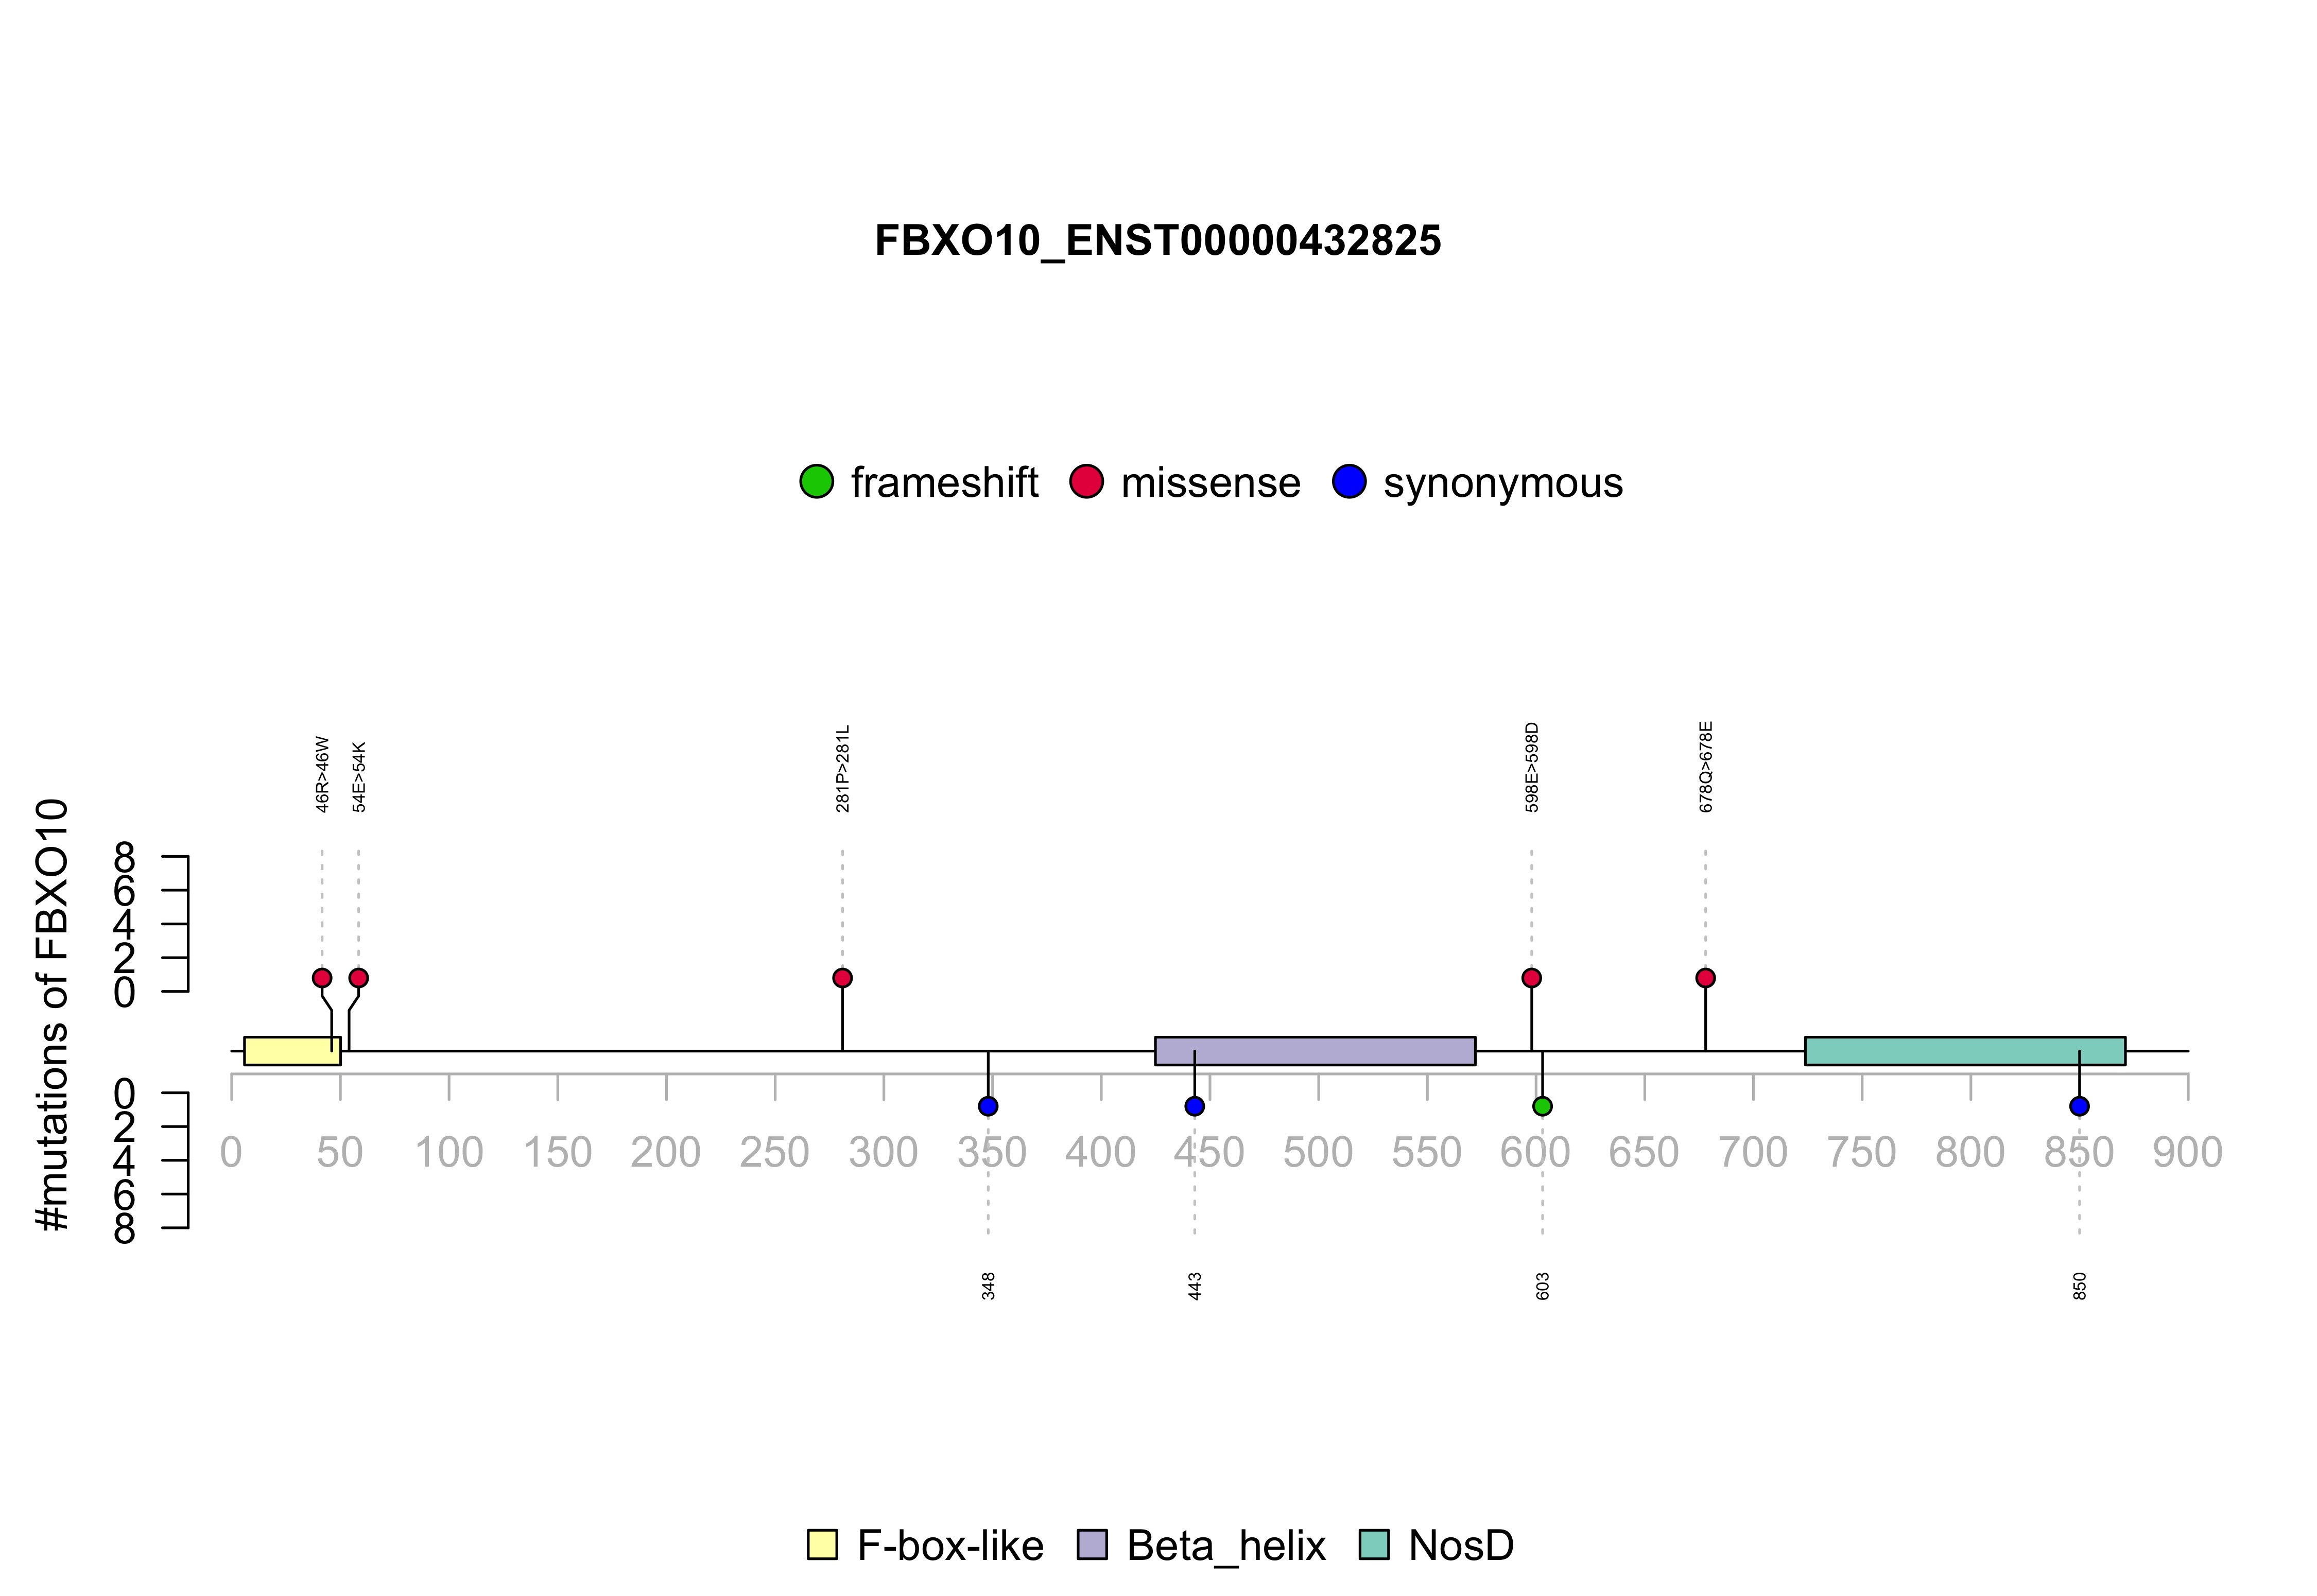 FBXO10_ENST00000432825
frameshift missense synonymous
46R>46W 54E>54K 281P>281L 598E>598D 678Q>678E
#mutations of FBXO10
8
6
4
2
0
0
2
4
6
8
0 50 100 150 200 250 300 350 400 450 500 550 600 650 700 750 800 850 900
348 443 603 850
F-box-like Beta_helix NosD